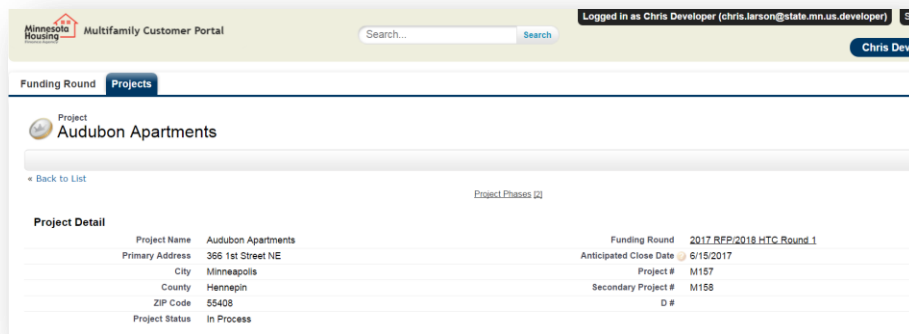 Logged in as Chris Developer (chris.larson@state.mn.us.developer)
Minnesota
Housing
Multifamily Customer Portal
Search...
Search
Chris Dev
Funding Round
Projects
Project
Audubon Apartments
« Back to List
Project Phases [2]
Project Detail
Project Name Audubon Apartments Funding Round 2017 RFP/2018 HTC Round 1
Primary Address 366 1st Street NE Anticipated Close Date 6/15/2017
City Minneapolis Project # M157
County Hennepin Secondary Project # M158
ZIP Code 55408 D #
Project Status In Process